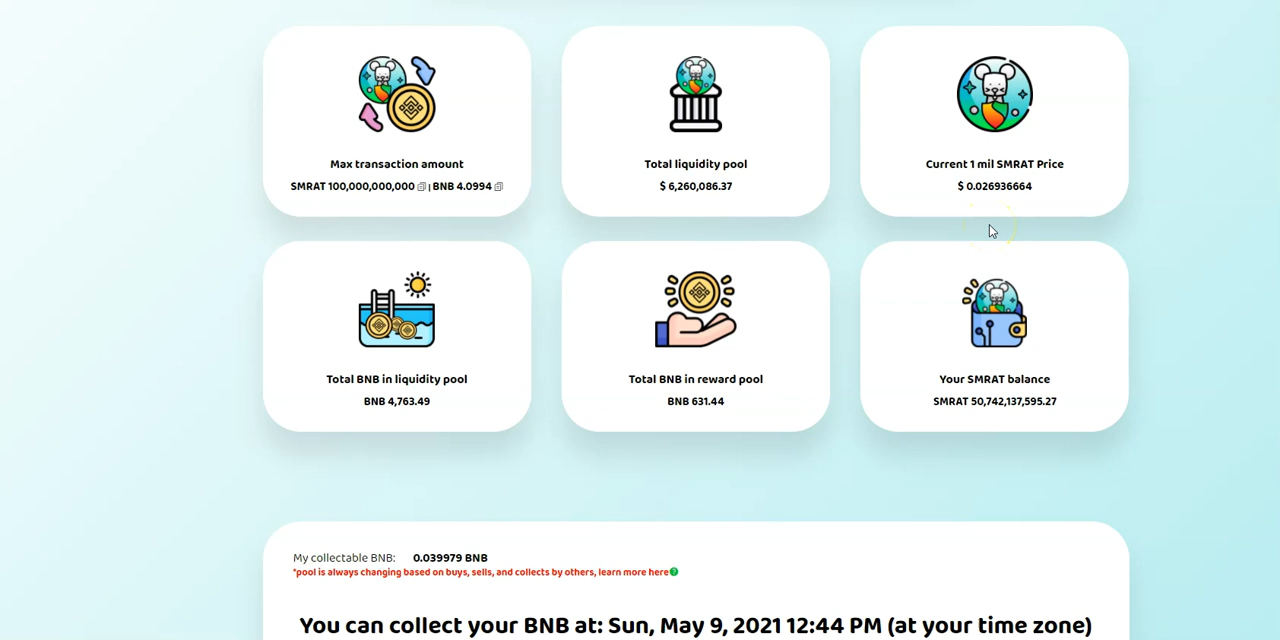 Max transaction amount
SMRAT 100,000,000,000 | BNB 4.0994
Total liquidity pool
$ 6,260,086.37
Current 1 mil SMRAT Price
$ 0.026936664
Total BNB in liquidity pool
BNB 4,763.49
Total BNB in reward pool
BNB 631.44
Your SMRAT balance
SMRAT 50,742,137,595.27
My collectable BNB: 0.039979 BNB
*pool is always changing based on buys, sells, and collects by others, learn more here?
You can collect your BNB at: Sun, May 9, 2021 12:44 PM (at your time zone)